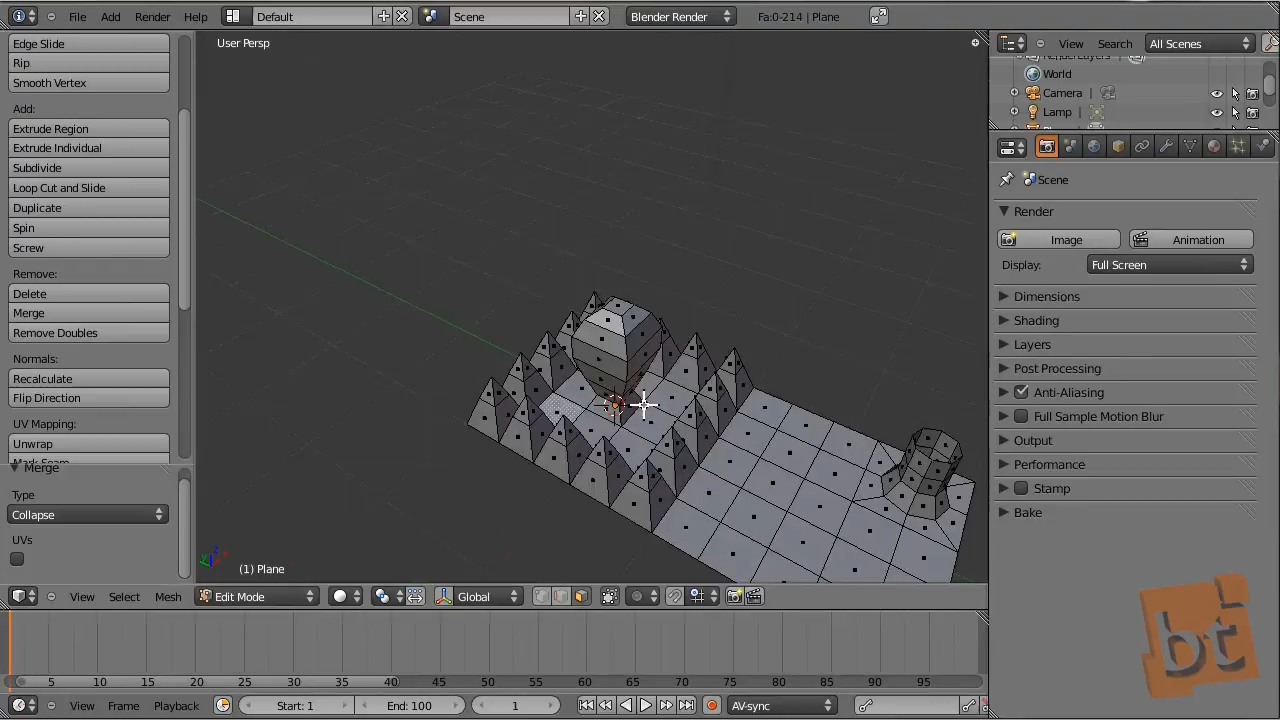 File Add Render Help Default Scene Blender Render Fa:0-214 | Plane
Edge Slide
Rip
Smooth Vertex
Add:
Extrude Region
Extrude Individual
Subdivide
Loop Cut and Slide
Duplicate
Spin
Screw
Remove:
Delete
Merge
Remove Doubles
Normals:
Recalculate
Flip Direction
UV Mapping:
Unwrap
Mark Seam
Merge
Type
Collapse
UVs
User Persp
(1) Plane
View Select Mesh Edit Mode Global
5 10 15 20 25 30 35 40 45 50 55 60 65 70 75 80 85 90 95
View Frame Playback Start: 1 End: 100 1 AV-sync
View Search All Scenes
RenderLayers
World
Camera
Lamp
Scene
Render
Image Animation
Display: Full Screen
Dimensions
Shading
Layers
Post Processing
Anti-Aliasing
Full Sample Motion Blur
Output
Performance
Stamp
Bake
bt